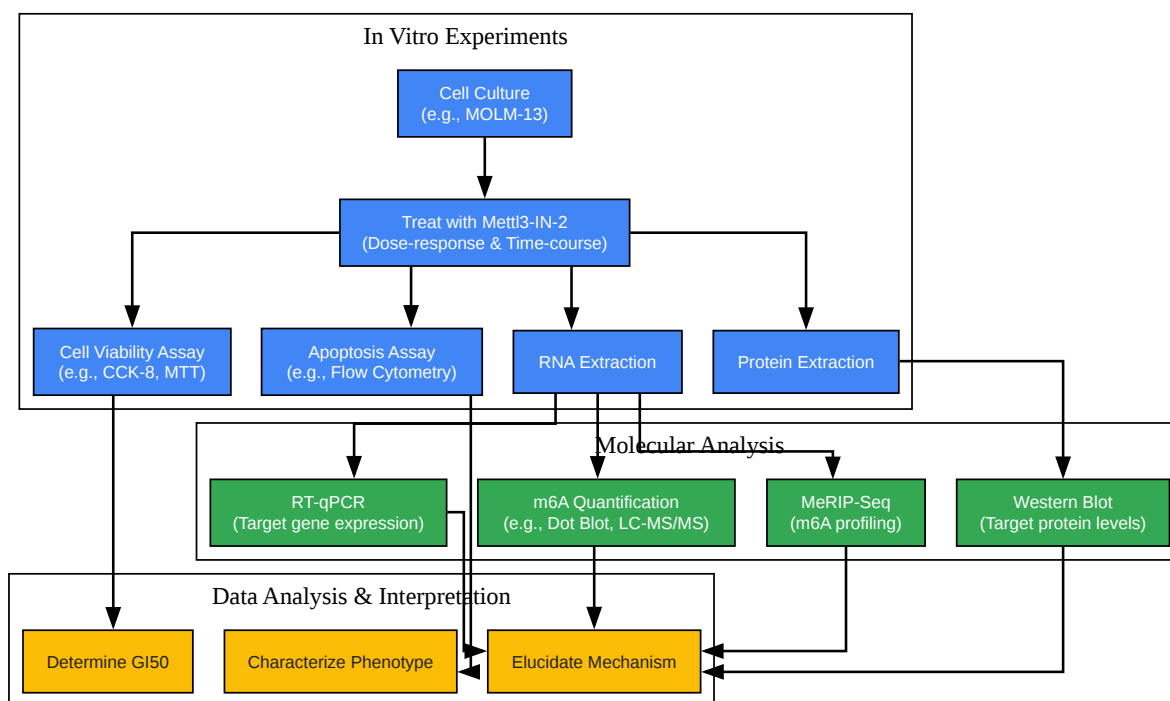 In Vitro Experiments
Cell Culture
(e.g., MOLM-13)
Treat with Mettl3-IN-2
(Dose-response & Time-course)
Cell Viability Assay
(e.g., CCK-8, MTT)
Apoptosis Assay
(e.g., Flow Cytometry)
RNA Extraction
Protein Extraction
Molecular Analysis
RT-qPCR
(Target gene expression)
m6A Quantification
(e.g., Dot Blot, LC-MS/MS)
MeRIP-Seq
(m6A profiling)
Western Blot
(Target protein levels)
Data Analysis & Interpretation
Determine GI50
Characterize Phenotype
Elucidate Mechanism